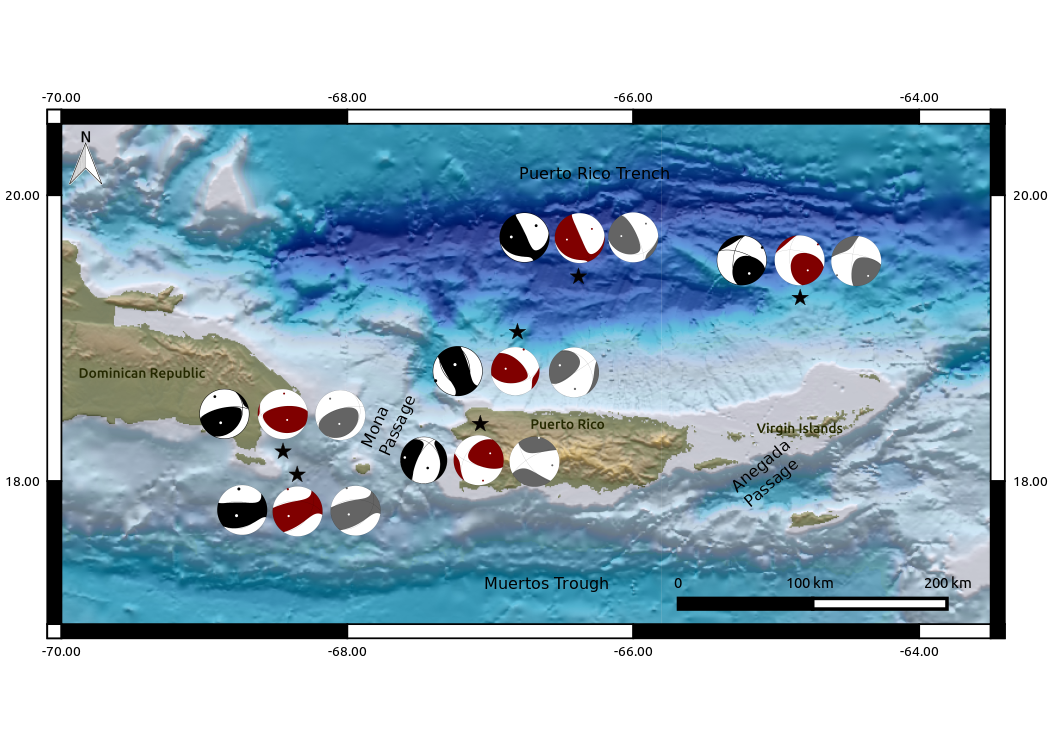 -70.00
-68.00
-66.00
-64.00
N
Puerto Rico Trench
20.00
20.00
Dominican Republic
Mona
Passage
Puerto Rico
Virgin Islands
Anegada
Passage
18.00
18.00
Muertos Trough
0
100 km
200 km
-70.00
-68.00
-66.00
-64.00